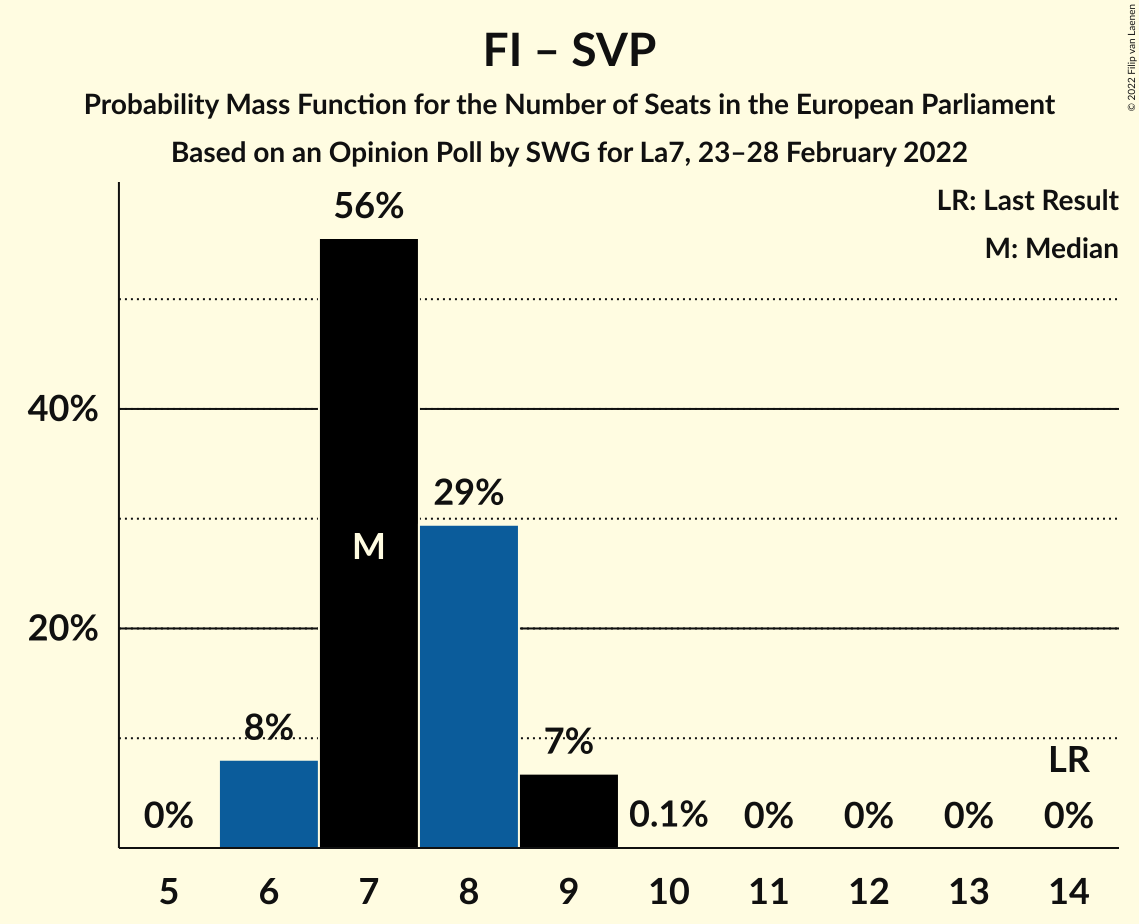 FI – SVP
Probability Mass Function for the Number of Seats in the European Parliament
Based on an Opinion Poll by SWG for La7, 23–28 February 2022
© 2022 Filip van Laenen
LR: Last Result
M: Median
56%
40%
29%
M
20%
8%
7%
LR
0%
0.1%
0%
0%
0%
0%
5 6 7 8 9 10 11 12 13 14